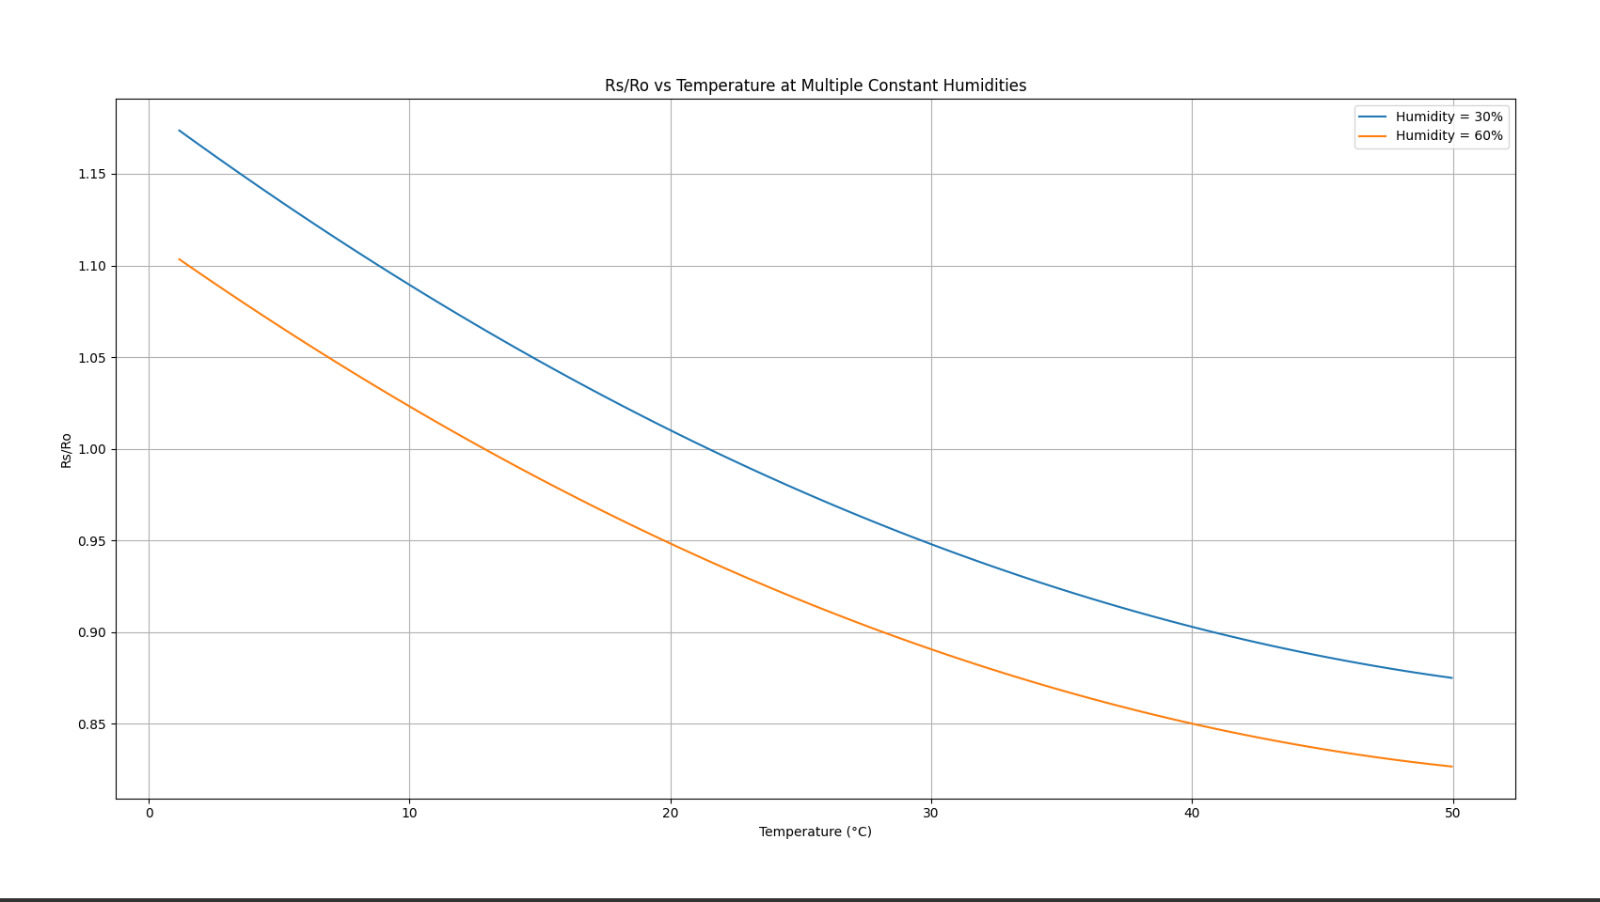 Rs/Ro vs Temperature at Multiple Constant Humidities
Humidity = 30%
Humidity = 60%
1.15
1.10
1.05
1.00
0.95
0.90
0.85
Rs/Ro
0 10 20 30 40 50
Temperature (°C)